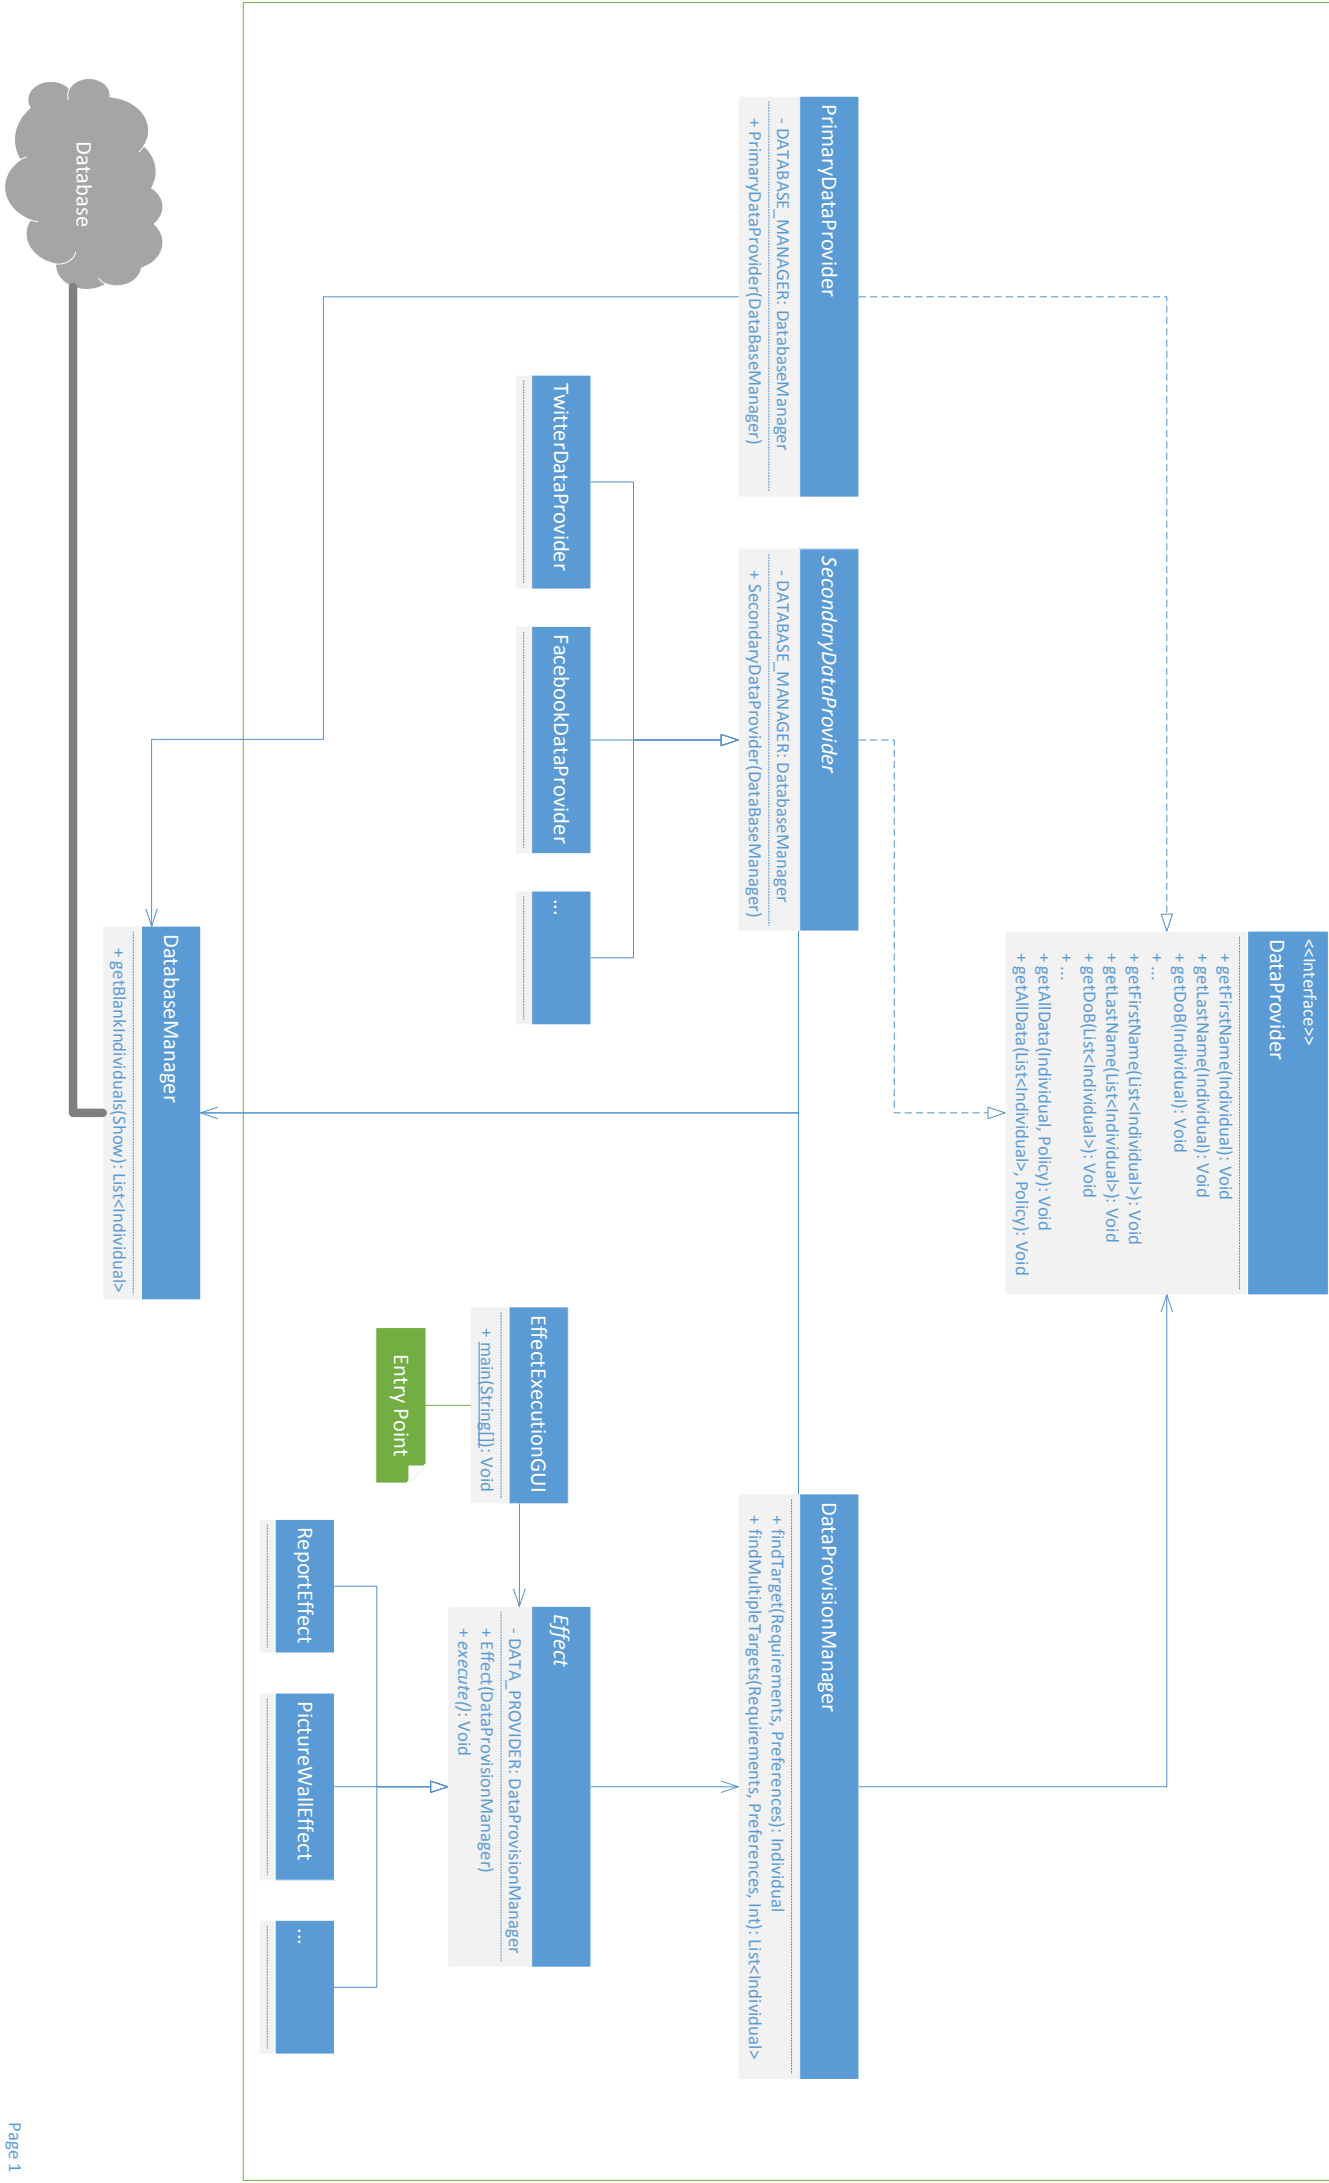 <<Interface>>
DataProvider
+ getFirstName(Individual): Void
+ getLastName(Individual): Void
+ getDoB(Individual): Void
+ ...
+ getFirstName(List<Individual>): Void
+ getLastName(List<Individual>): Void
+ getDoB(List<Individual>): Void
+ ...
+ getAllData(Individual, Policy): Void
+ getAllData(List<Individual>, Policy): Void
PrimaryDataProvider
- DATABASE_MANAGER: DatabaseManager
+ PrimaryDataProvider(DataBaseManager)
SecondaryDataProvider
- DATABASE_MANAGER: DatabaseManager
+ SecondaryDataProvider(DataBaseManager)
DataProvisionManager
+ findTarget(Requirements, Preferences): Individual
+ findMultipleTargets(Requirements, Preferences, Int): List<Individual>
TwitterDataProvider
FacebookDataProvider
...
EffectExecutionGUI
+ main(String[]): Void
Entry Point
Effect
- DATA_PROVIDER: DataProvisionManager
+ Effect(DataProvisionManager)
+ execute(): Void
ReportEffect
PictureWallEffect
...
DatabaseManager
+ getBlankIndividuals(Show): List<Individual>
Database
Page 1